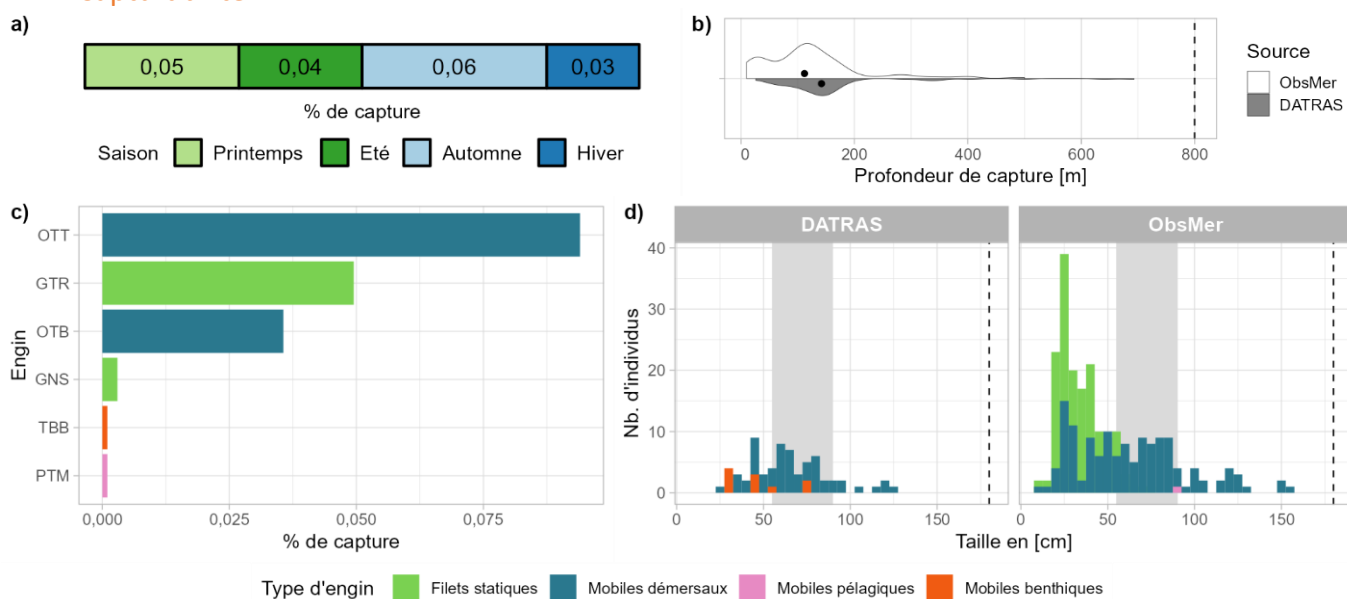 a)
0,05 0,04 0,06 0,03
% de capture
Saison Printemps Eté Automne Hiver
b)
0 200 400 600 800
Profondeur de capture [m]
Source
ObsMer
DATRAS
c)
Engin
OTT
GTR
OTB
GNS
TBB
PTM
0,000 0,025 0,050 0,075
% de capture
d)
DATRAS ObsMer
Nb. d'individus
40
30
20
10
0
0 50 100 150 0 50 100 150
Taille en [cm]
Type d'engin Filets statiques Mobiles démersaux Mobiles pélagiques Mobiles benthiques